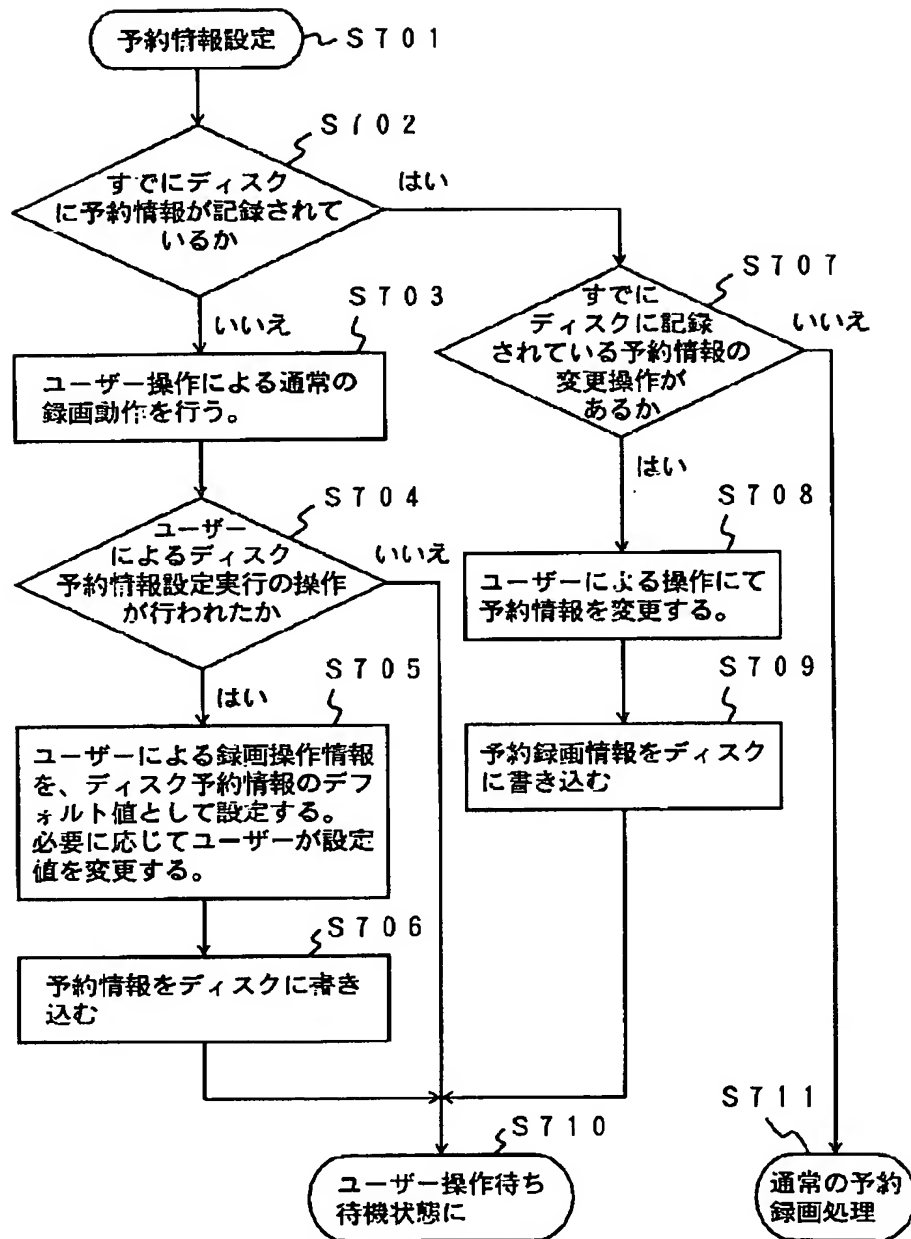 予約情報設定
S701
S702
すでにディスク
に予約情報が記録されて
いるか
はい
いいえ
S703
ユーザー操作による通常の
録画動作を行う。
S704
ユーザー
によるディスク
予約情報設定実行の操作
が行われたか
いいえ
はい
S705
ユーザーによる録画操作情報
を、ディスク予約情報のデフ
ォルト値として設定する。
必要に応じてユーザーが設定
値を変更する。
S706
予約情報をディスクに書き
込む
S707
すでに
ディスクに記録
されている予約情報の
変更操作が
あるか
いいえ
はい
S708
ユーザーによる操作にて
予約情報を変更する。
S709
予約録画情報をディスク
に書き込む
S710
ユーザー操作待ち
待機状態に
S711
通常の予約
録画処理